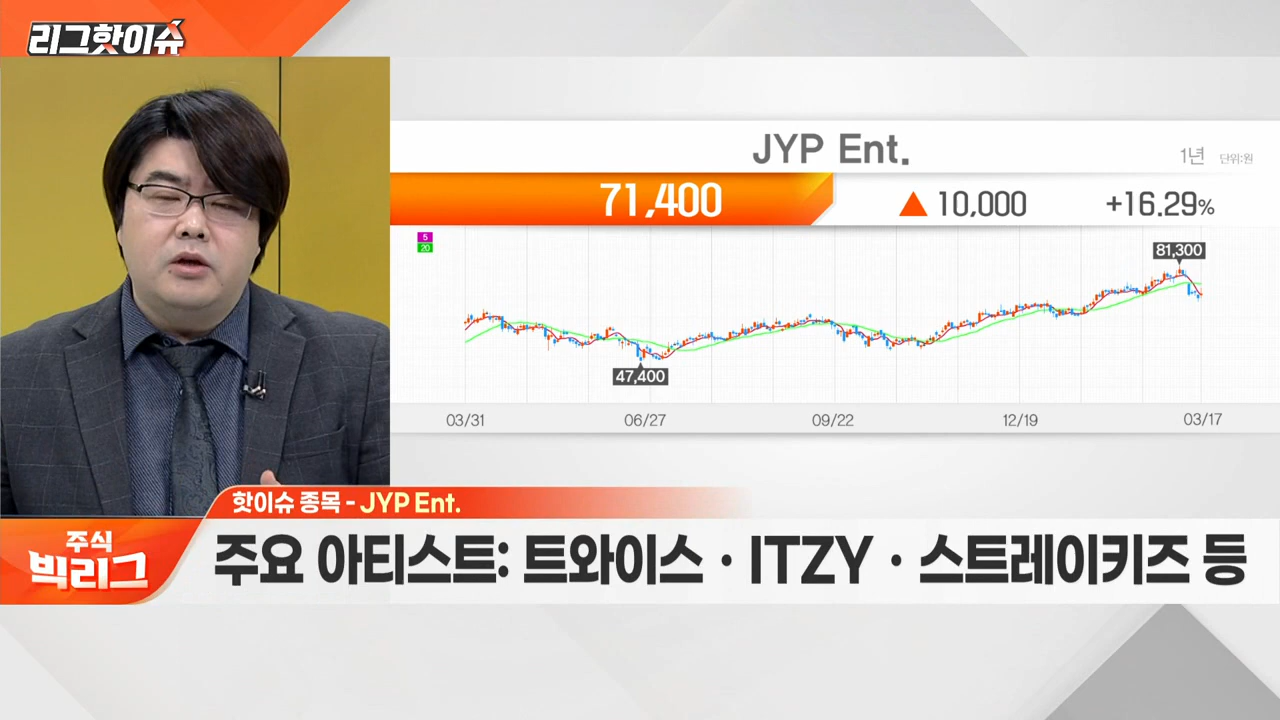 리그핫이슈
JYP Ent.
1년 단위:원
71,400 ▲ 10,000 +16.29%
5
20
81,300
47,400
03/31 06/27 09/22 12/19 03/17
핫이슈 종목 - JYP Ent.
주식
빅리그
주요 아티스트: 트와이스 · ITZY · 스트레이키즈 등